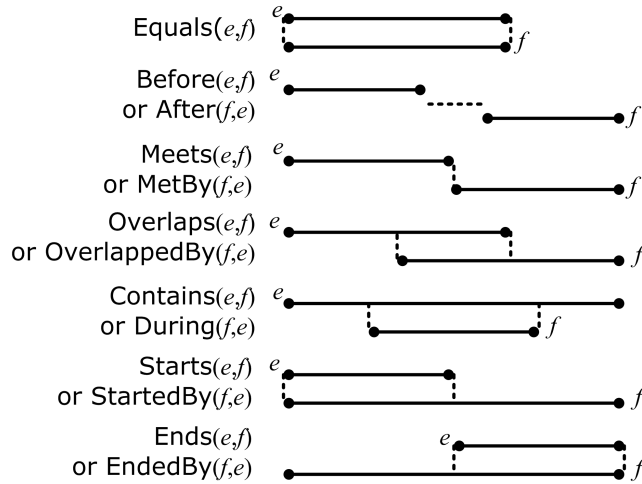 e
Equals(e,f)
f
Before(e,f) e
or After(f,e) f
Meets(e,f) e
or MetBy(f,e) f
Overlaps(e,f) e
or OverlappedBy(f,e) f
Contains(e,f) e
or During(f,e) f
Starts(e,f) e
or StartedBy(f,e) f
Ends(e,f) e
or EndedBy(f,e) f